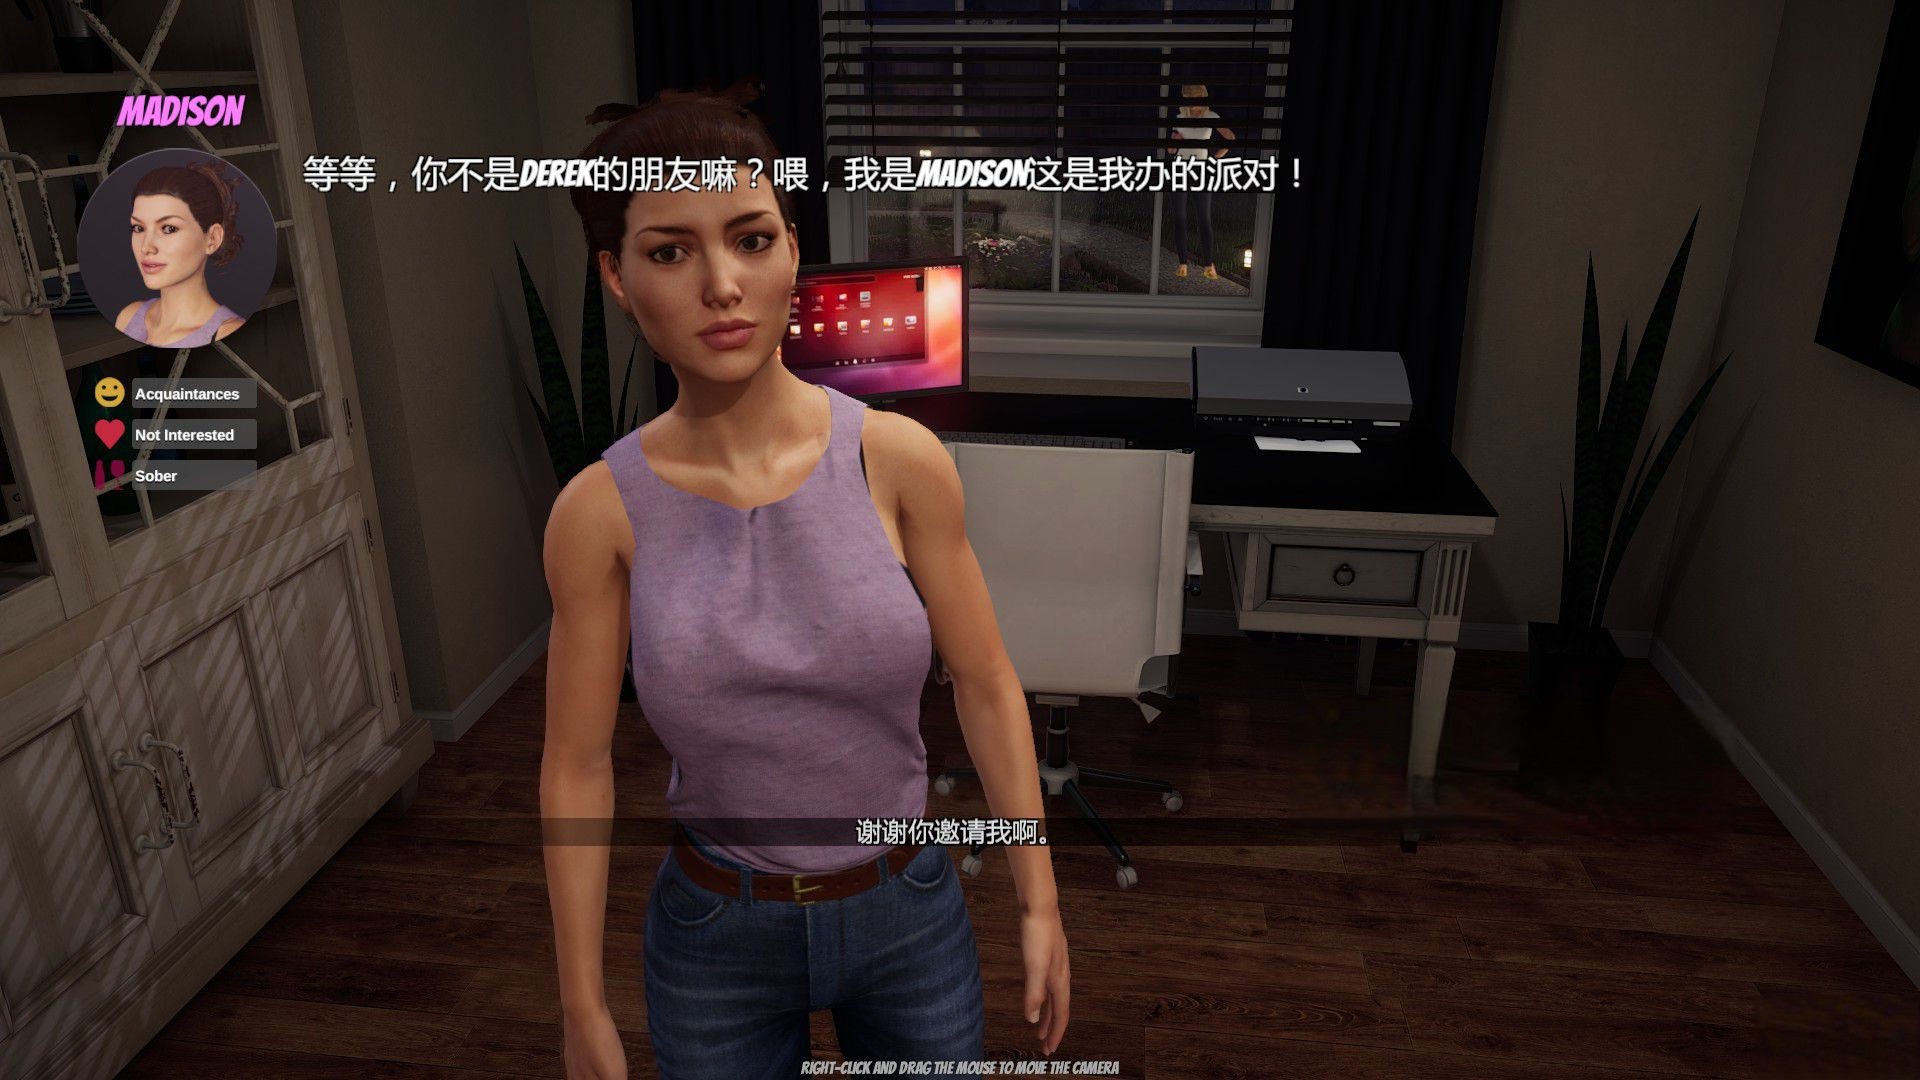 MADISON
等等，你不是DEREK的朋友嘛？喂，我是MADISON这是我办的派对！
Acquaintances
Not Interested
Sober
谢谢你邀请我啊。
RIGHT-CLICK AND DRAG THE MOUSE TO MOVE THE CAMERA